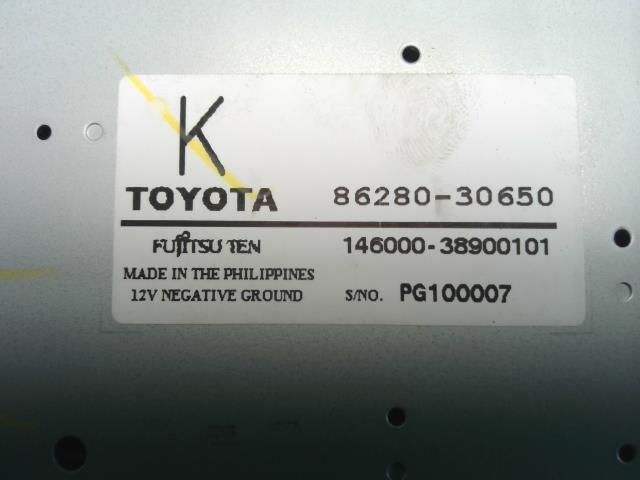 K
TOYOTA 86280-30650
FUJITSU TEN 146000-38900101
MADE IN THE PHILIPPINES
12V NEGATIVE GROUND S/NO. PG100007